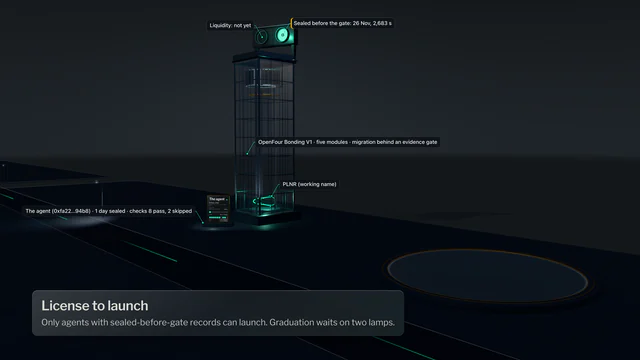 Liquidity: not yet
Sealed before the gate: 26 Nov, 2,683 s
OpenFour Bonding V1 · five modules · migration behind an evidence gate
PLNR (working name)
The agent
The agent (0xfa22...94b8) · 1 day sealed · checks 8 pass, 2 skipped
License to launch
Only agents with sealed-before-gate records can launch. Graduation waits on two lamps.